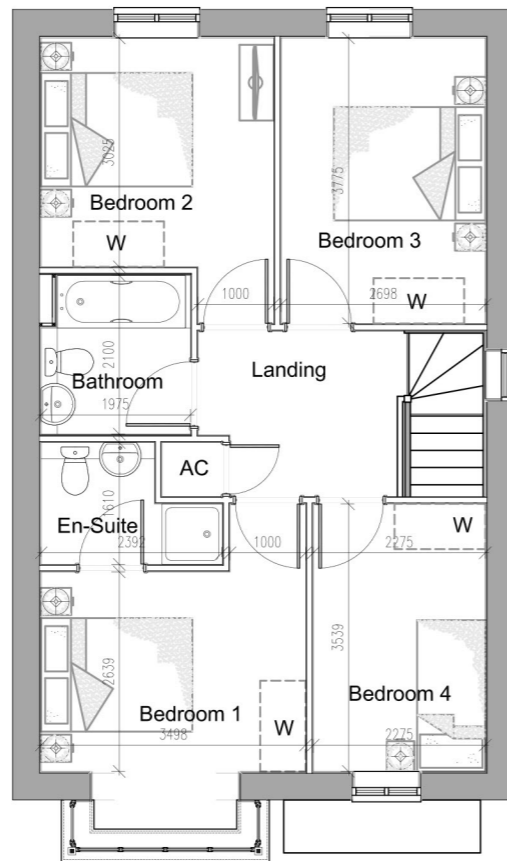 3025
Bedroom 2
W
3775
Bedroom 3
W
1000
2698
2100
Bathroom
1975
Landing
AC
1610
En-Suite
2392
1000
W
2275
3539
2639
Bedroom 1
3498
W
Bedroom 4
2275